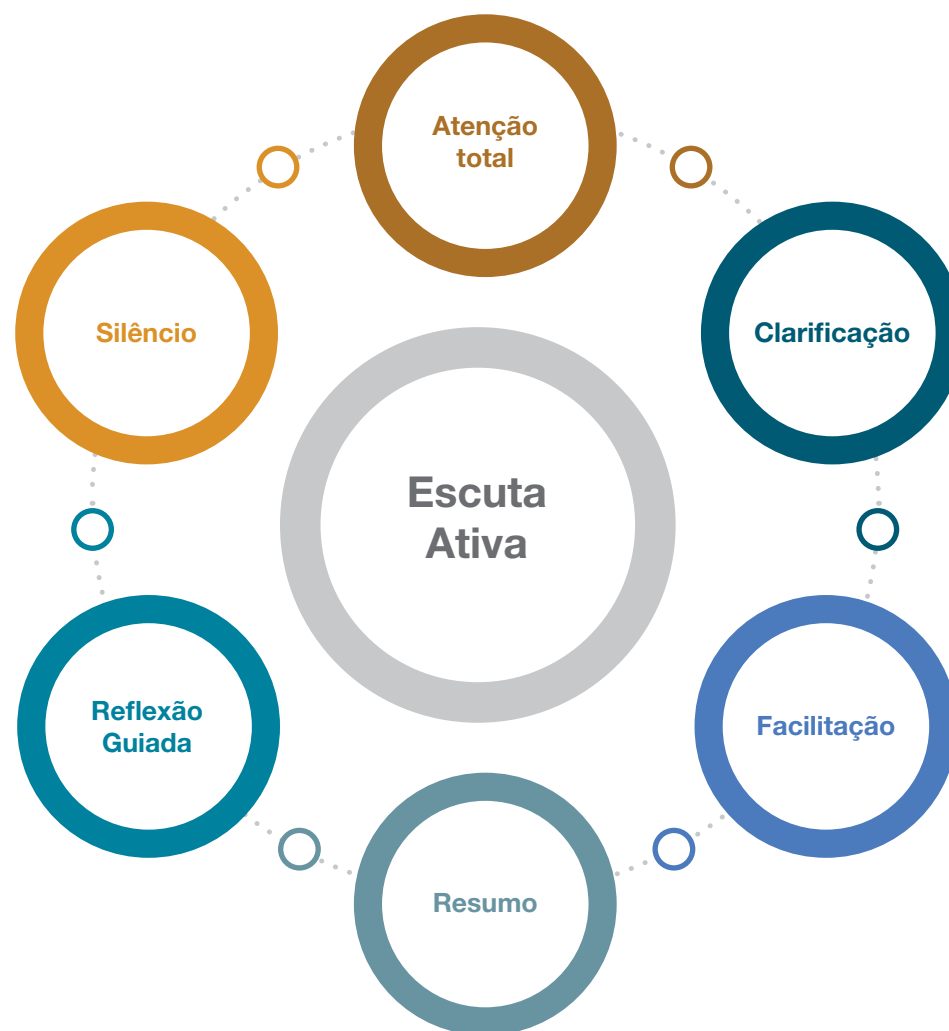 Atenção
total
Clarificação
Facilitação
Resumo
Reflexão
Guiada
Silêncio
Escuta
Ativa